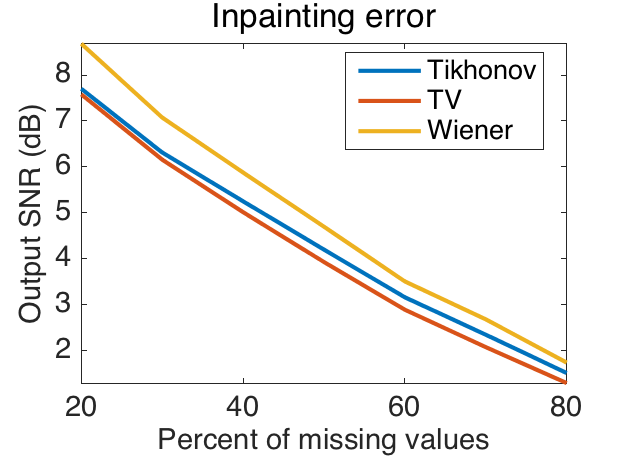 Inpainting error
Tikhonov
TV
Wiener
Output SNR (dB)
8
7
6
5
4
3
2
20 40 60 80
Percent of missing values